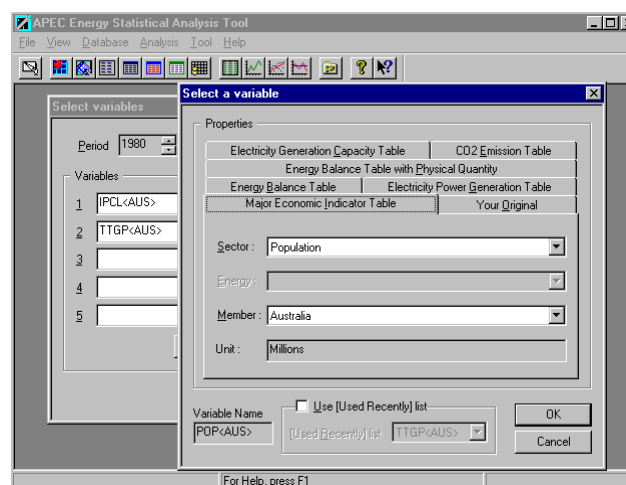 APEC Energy Statistical Analysis Tool
File View Database Analysis Tool Help
Select variables
Period 1980
Variables
1 IPCL<AUS>
2 TTGP<AUS>
3
4
5
Select a variable
Properties
Electricity Generation Capacity Table CO2 Emission Table
Energy Balance Table with Physical Quantity
Energy Balance Table Electricity Power Generation Table
Major Economic Indicator Table Your Original
Sector : Population
Energy :
Member : Australia
Unit : Millions
Variable Name
POP<AUS>
Use [Used Recently] list
[Used Recently] list TTGP<AUS>
OK
Cancel
For Help, press F1